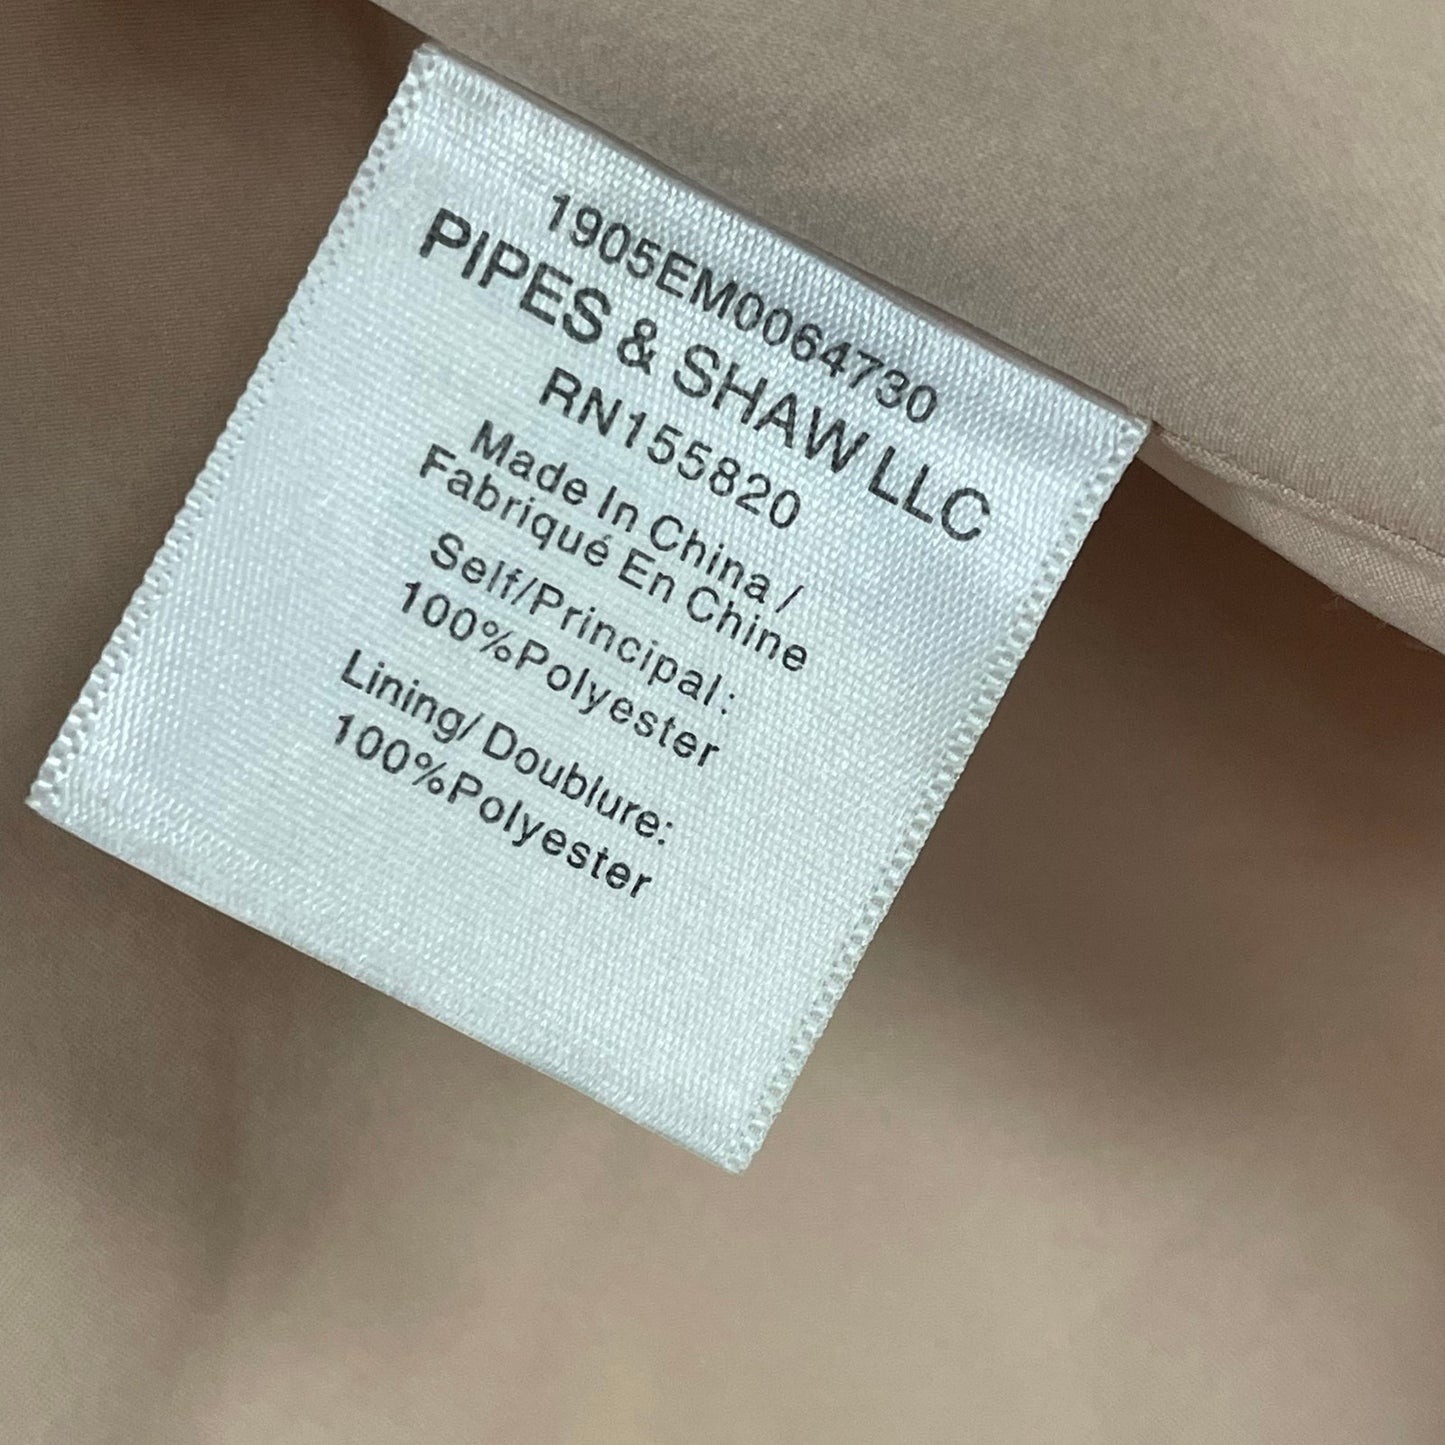 1905EM0064730
PIPES & SHAW LLC
RN155820
Made In China /
Fabriqué En Chine
Self/Principal:
100%Polyester
Lining/ Doublure:
100%Polyester